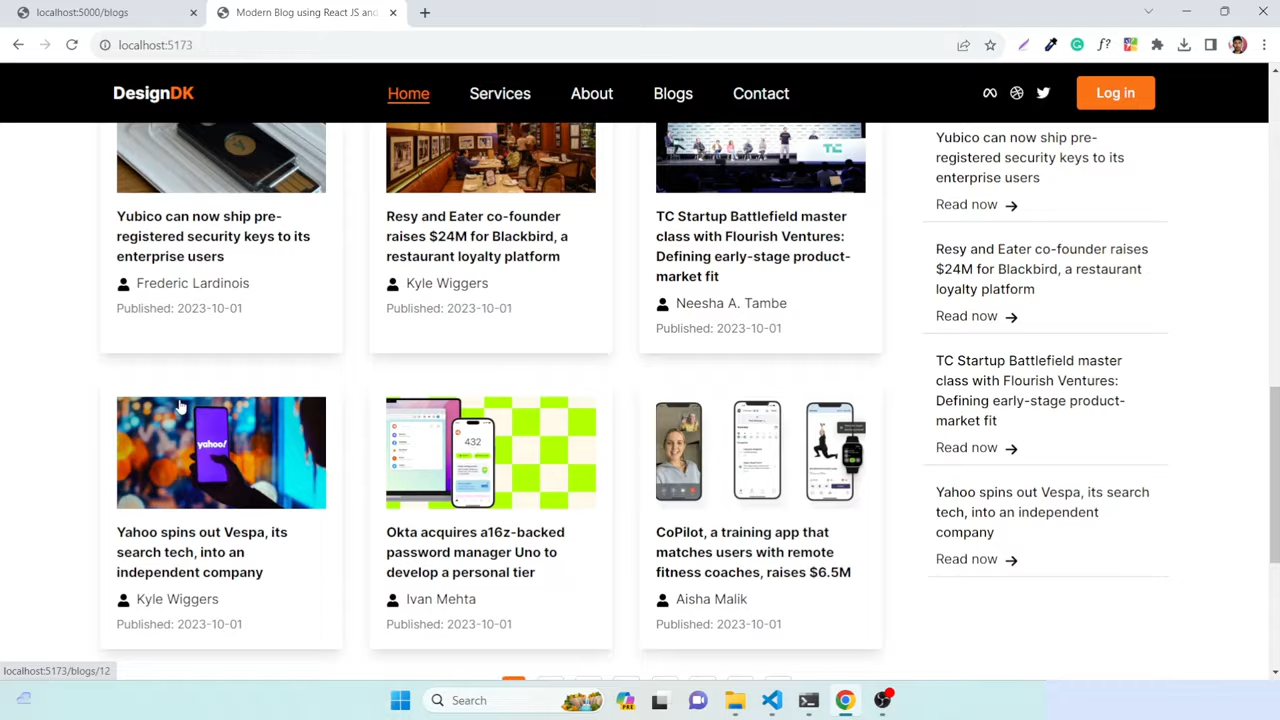 localhost:5000/blogs
Modern Blog using React JS and
localhost:5173
DesignDK
Home
Services
About
Blogs
Contact
Log in
TC
Yubico can now ship pre-
registered security keys to its
enterprise users
Frederic Lardinois
Published: 2023-10-01
Resy and Eater co-founder
raises $24M for Blackbird, a
restaurant loyalty platform
Kyle Wiggers
Published: 2023-10-01
TC Startup Battlefield master
class with Flourish Ventures:
Defining early-stage product-
market fit
Neesha A. Tambe
Published: 2023-10-01
yahoo!
Yahoo spins out Vespa, its
search tech, into an
independent company
Kyle Wiggers
Published: 2023-10-01
432
Okta acquires a16z-backed
password manager Uno to
develop a personal tier
Ivan Mehta
Published: 2023-10-01
CoPilot, a training app that
matches users with remote
fitness coaches, raises $6.5M
Aisha Malik
Published: 2023-10-01
Yubico can now ship pre-
registered security keys to its
enterprise users
Read now
Resy and Eater co-founder raises
$24M for Blackbird, a restaurant
loyalty platform
Read now
TC Startup Battlefield master
class with Flourish Ventures:
Defining early-stage product-
market fit
Read now
Yahoo spins out Vespa, its search
tech, into an independent
company
Read now
localhost:5173/blogs/12
Search